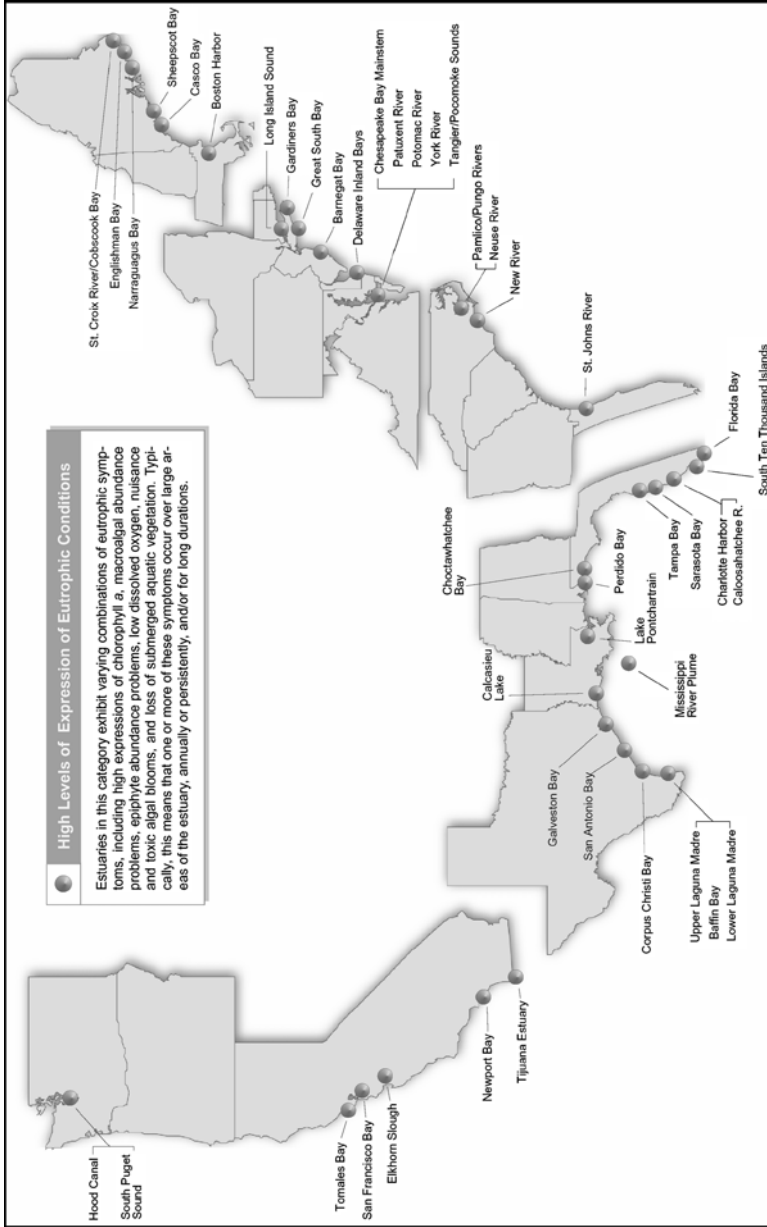 High Levels of Expression of Eutrophic Conditions
Estuaries in this category exhibit varying combinations of eutrophic symp-
toms, including high expressions of chlorophyll a, macroalgal abundance
problems, epiphyte abundance problems, low dissolved oxygen, nuisance
and toxic algal blooms, and loss of submerged aquatic vegetation. Typi-
cally, this means that one or more of these symptoms occur over large ar-
eas of the estuary, annually or persistently, and/or for long durations.
Hood Canal
South Puget
Sound
Tomales Bay
San Francisco Bay
Elkhorn Slough
Newport Bay
Tijuana Estuary
Calcasieu
Lake
Galveston Bay
San Antonio Bay
Corpus Christi Bay
Upper Laguna Madre
Baffin Bay
Lower Laguna Madre
Mississippi
River Plume
Lake
Pontchartrain
Choctawhatchee
Bay
Perdido Bay
Tampa Bay
Sarasota Bay
Charlotte Harbor
Caloosahatchee R.
South Ten Thousand Islands
Florida Bay
St. Johns River
New River
Pamlico/Pungo Rivers
Neuse River
Chesapeake Bay Mainstem
Patuxent River
Potomac River
York River
Tangier/Pocomoke Sounds
Delaware Inland Bays
Barnegat Bay
Great South Bay
Gardiners Bay
Long Island Sound
Boston Harbor
Casco Bay
Sheepscot Bay
St. Croix River/Cobscook Bay
Englishman Bay
Narraguagus Bay